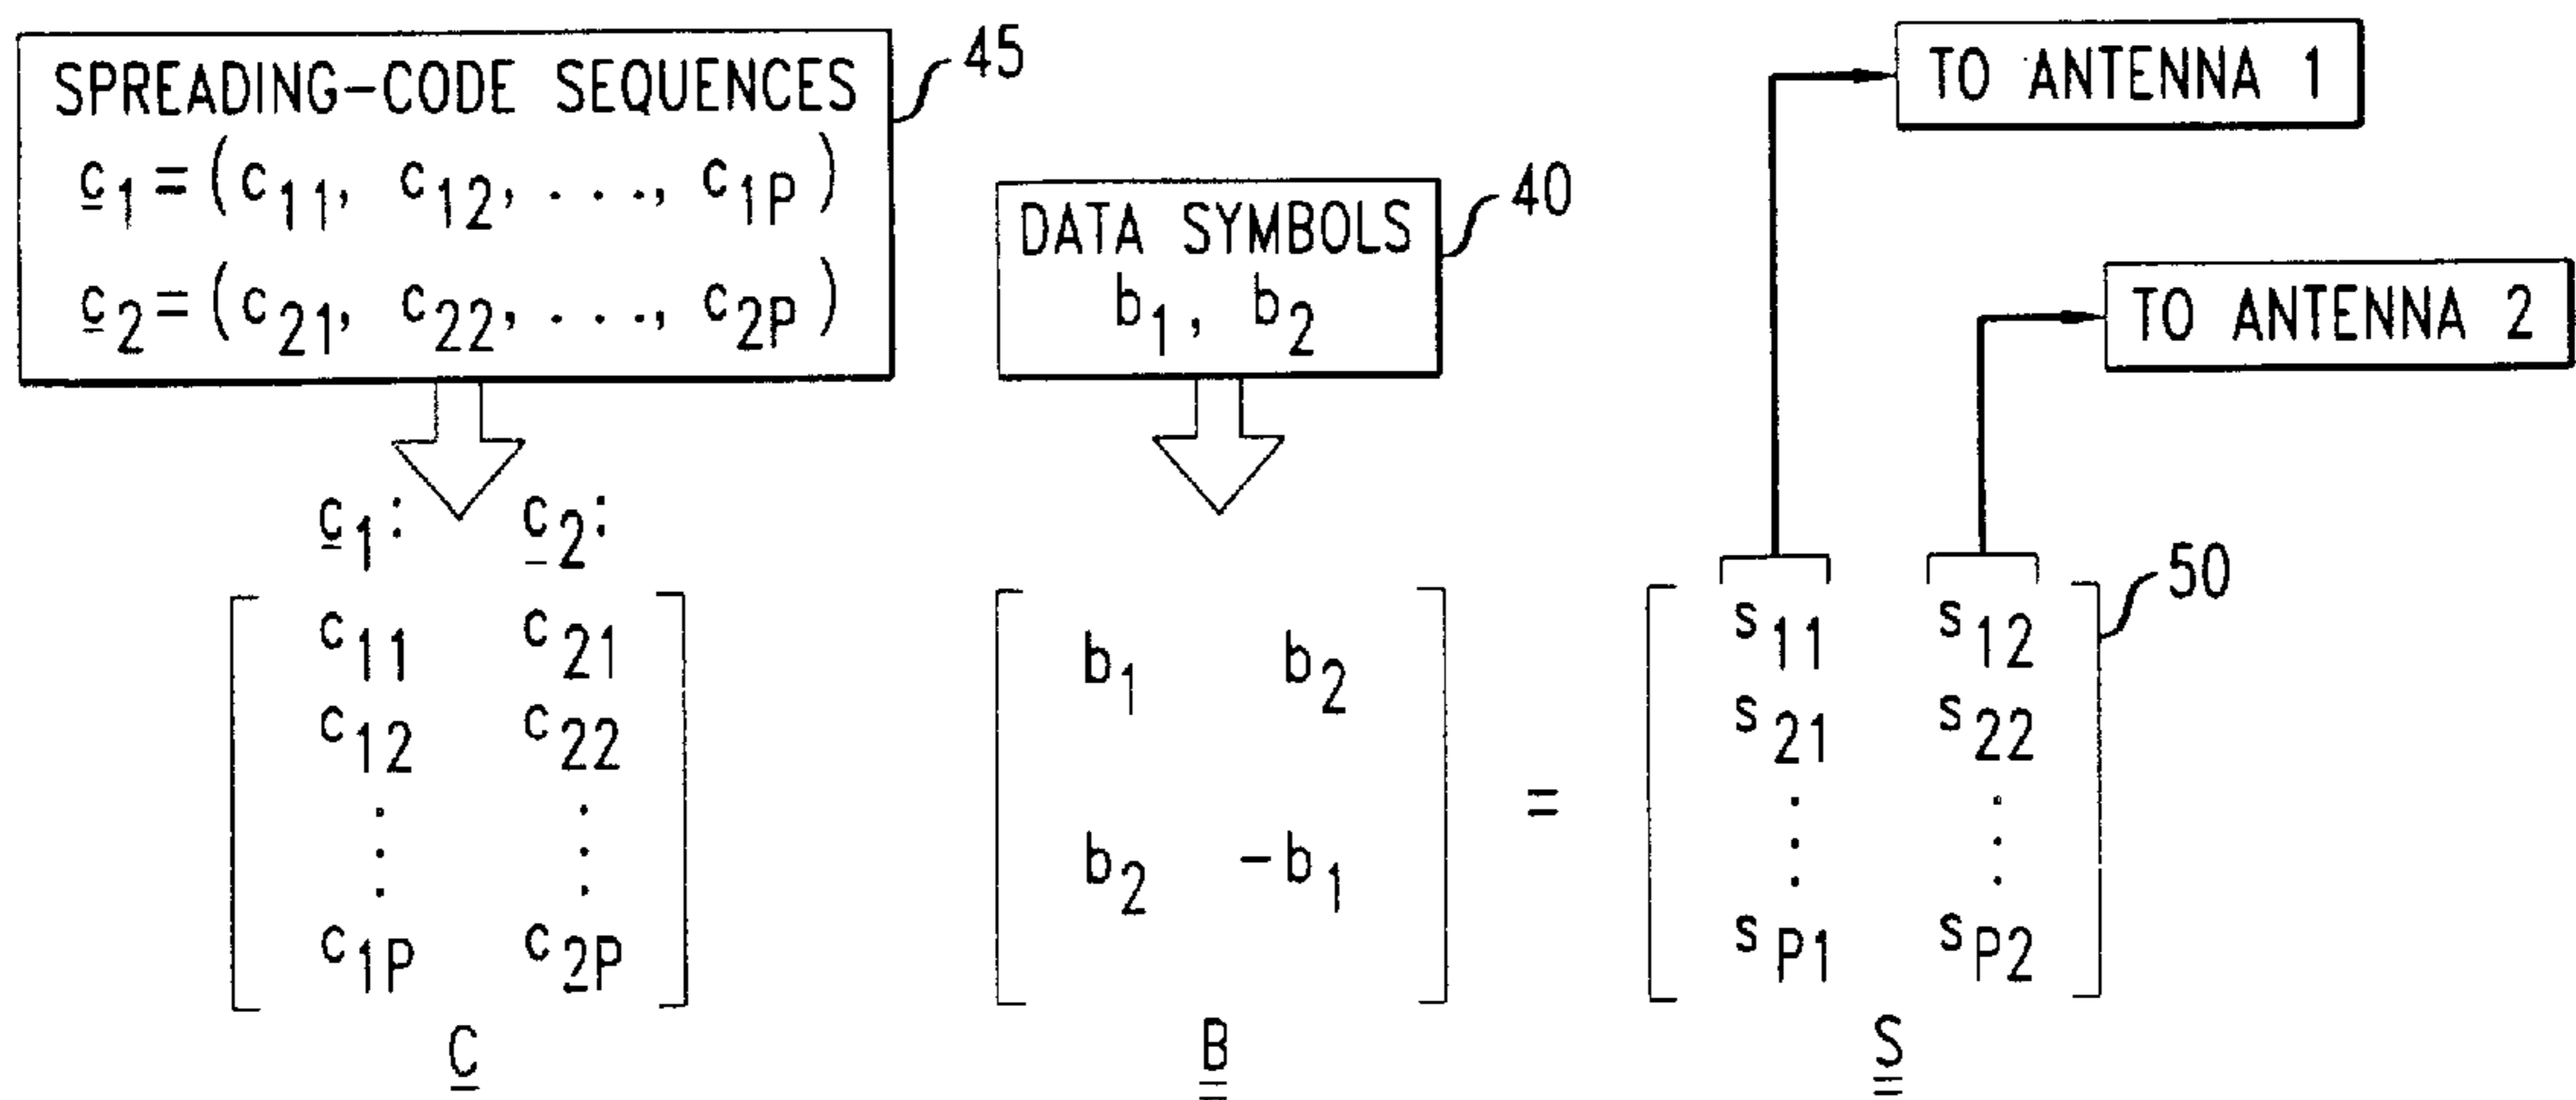 SPREADING-CODE SEQUENCES
c1 = (c11, c12, . . ., c1P)
c2 = (c21, c22, . . ., c2P)
45
DATA SYMBOLS
b1, b2
40
TO ANTENNA 1
TO ANTENNA 2
c1: c2:
c11 c21
c12 c22
. .
. .
. .
c1P c2P
C
b1 b2
b2 -b1
B
=
s11 s12
s21 s22
. .
. .
. .
sP1 sP2
S
50